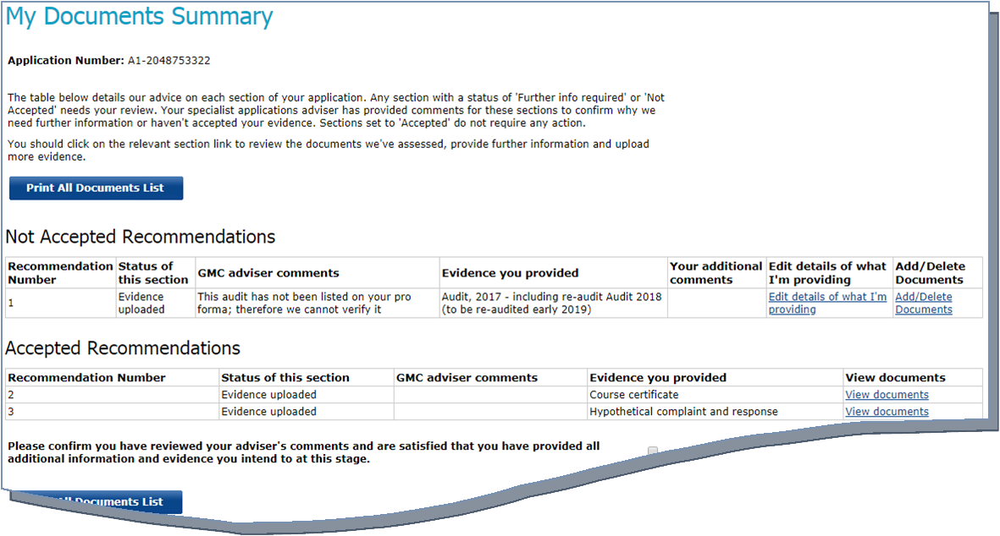 My Documents Summary
Application Number: A1-2048753322
The table below details our advice on each section of your application. Any section with a status of 'Further info required' or 'Not
Accepted' needs your review. Your specialist applications adviser has provided comments for these sections to confirm why we
need further information or haven't accepted your evidence. Sections set to 'Accepted' do not require any action.
You should click on the relevant section link to review the documents we've assessed, provide further information and upload
more evidence.
Print All Documents List
Not Accepted Recommendations
Recommendation Number Status of this section GMC adviser comments Evidence you provided Your additional comments Edit details of what I'm providing Add/Delete Documents
1 Evidence uploaded This audit has not been listed on your pro forma; therefore we cannot verify it Audit, 2017 - including re-audit Audit 2018 (to be re-audited early 2019) Edit details of what I'm providing Add/Delete Documents
Accepted Recommendations
Recommendation Number Status of this section GMC adviser comments Evidence you provided View documents
2 Evidence uploaded Course certificate View documents
3 Evidence uploaded Hypothetical complaint and response View documents
Please confirm you have reviewed your adviser's comments and are satisfied that you have provided all
additional information and evidence you intend to at this stage.
Documents List